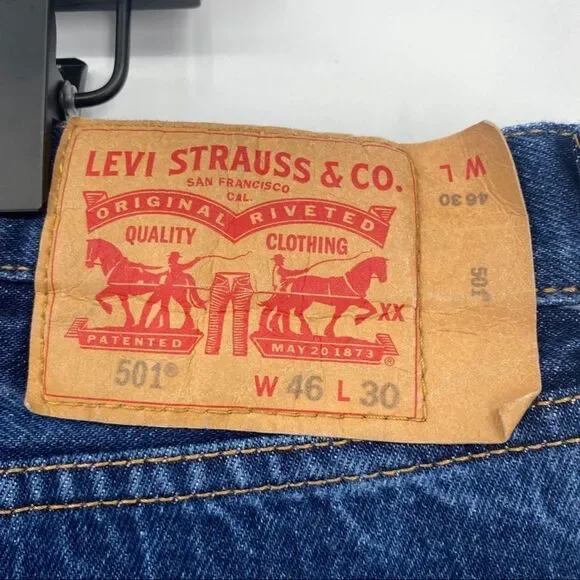 LEVI STRAUSS & CO.
SAN FRANCISCO
CAL.
ORIGINAL RIVETED
QUALITY CLOTHING
XX
PATENTED MAY 20 1873 ®
501® W 46 L 30
W L
46 30
501®